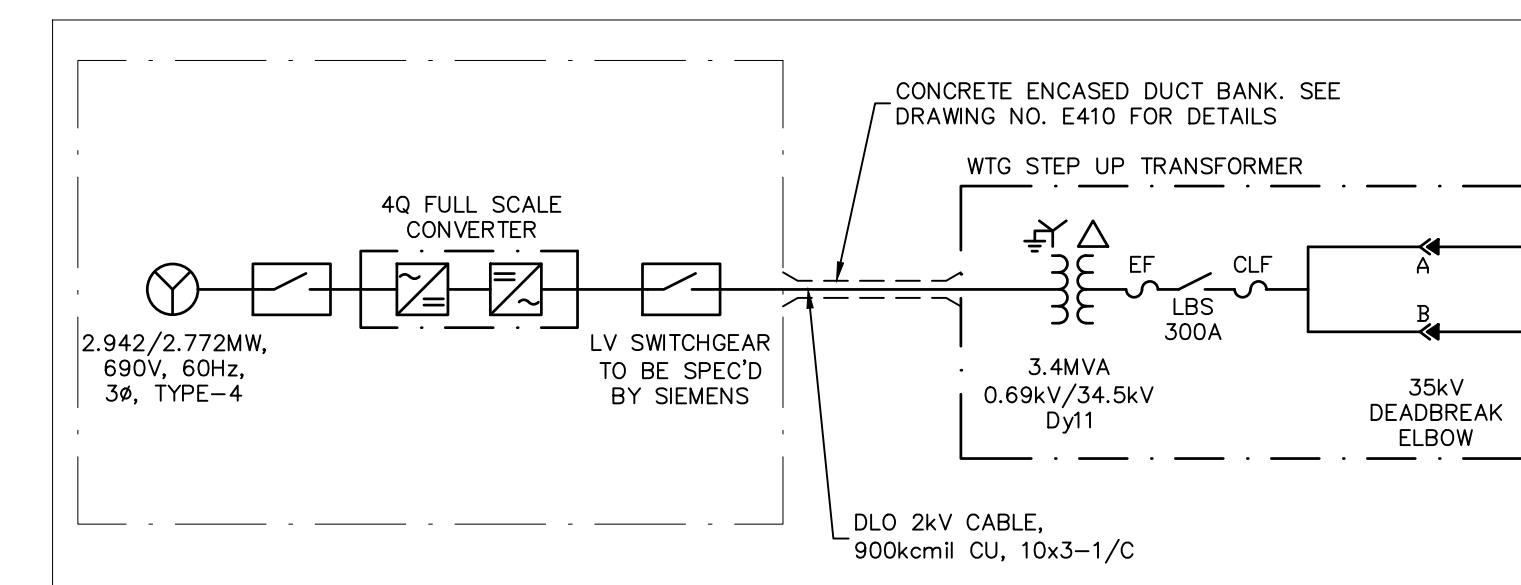 CONCRETE ENCASED DUCT BANK. SEE
DRAWING NO. E410 FOR DETAILS
WTG STEP UP TRANSFORMER
4Q FULL SCALE
CONVERTER
EF
CLF
A
LBS
300A
B
2.942/2.772MW,
690V, 60Hz,
3ø, TYPE-4
LV SWITCHGEAR
TO BE SPEC'D
BY SIEMENS
3.4MVA
0.69kV/34.5kV
Dy11
35kV
DEADBREAK
ELBOW
DLO 2kV CABLE,
900kcmil CU, 10x3-1/C